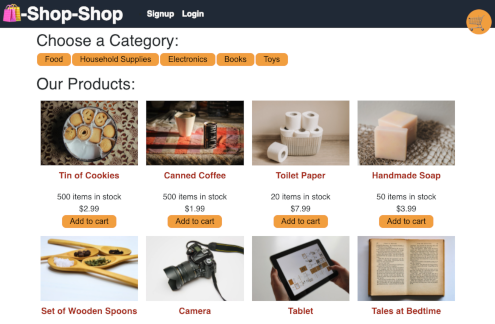 -Shop-Shop
Signup Login
Choose a Category:
Food Household Supplies Electronics Books Toys
Our Products:
Tin of Cookies Canned Coffee Toilet Paper Handmade Soap
500 items in stock 500 items in stock 20 items in stock 50 items in stock
$2.99 $1.99 $7.99 $3.99
Add to cart Add to cart Add to cart Add to cart
Set of Wooden Spoons Camera Tablet Tales at Bedtime